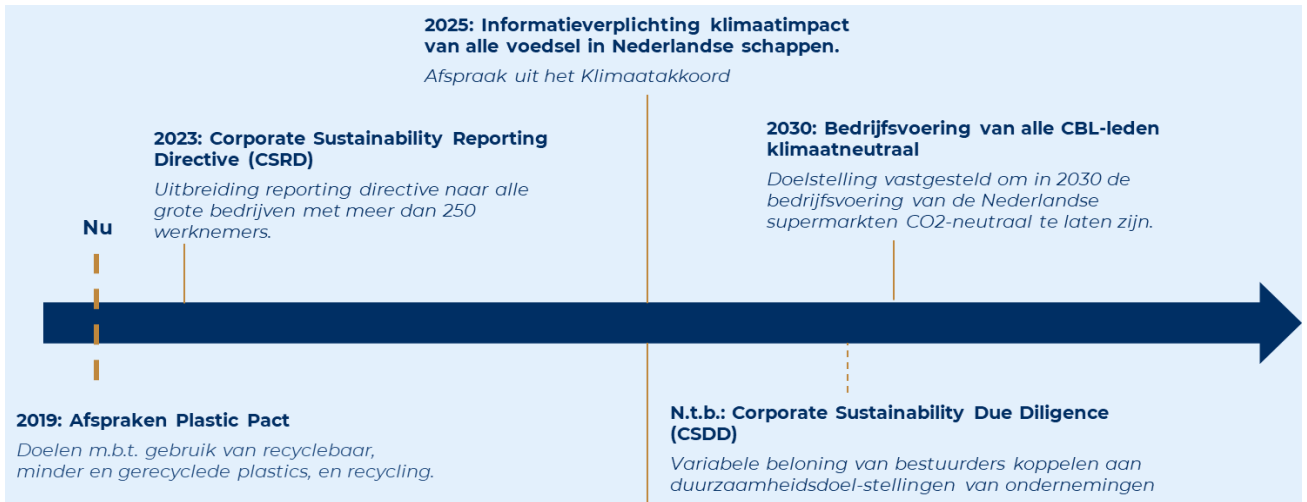 2025: Informatieverplichting klimaatimpact
van alle voedsel in Nederlandse schappen.
Afspraak uit het Klimaatakkoord
2023: Corporate Sustainability Reporting
Directive (CSRD)
Uitbreiding reporting directive naar alle
grote bedrijven met meer dan 250
werknemers.
2030: Bedrijfsvoering van alle CBL-leden
klimaatneutraal
Doelstelling vastgesteld om in 2030 de
bedrijfsvoering van de Nederlandse
supermarkten CO2-neutraal te laten zijn.
Nu
2019: Afspraken Plastic Pact
Doelen m.b.t. gebruik van recyclebaar,
minder en gerecyclede plastics, en recycling.
N.t.b.: Corporate Sustainability Due Diligence
(CSDD)
Variabele beloning van bestuurders koppelen aan
duurzaamheidsdoel-stellingen van ondernemingen